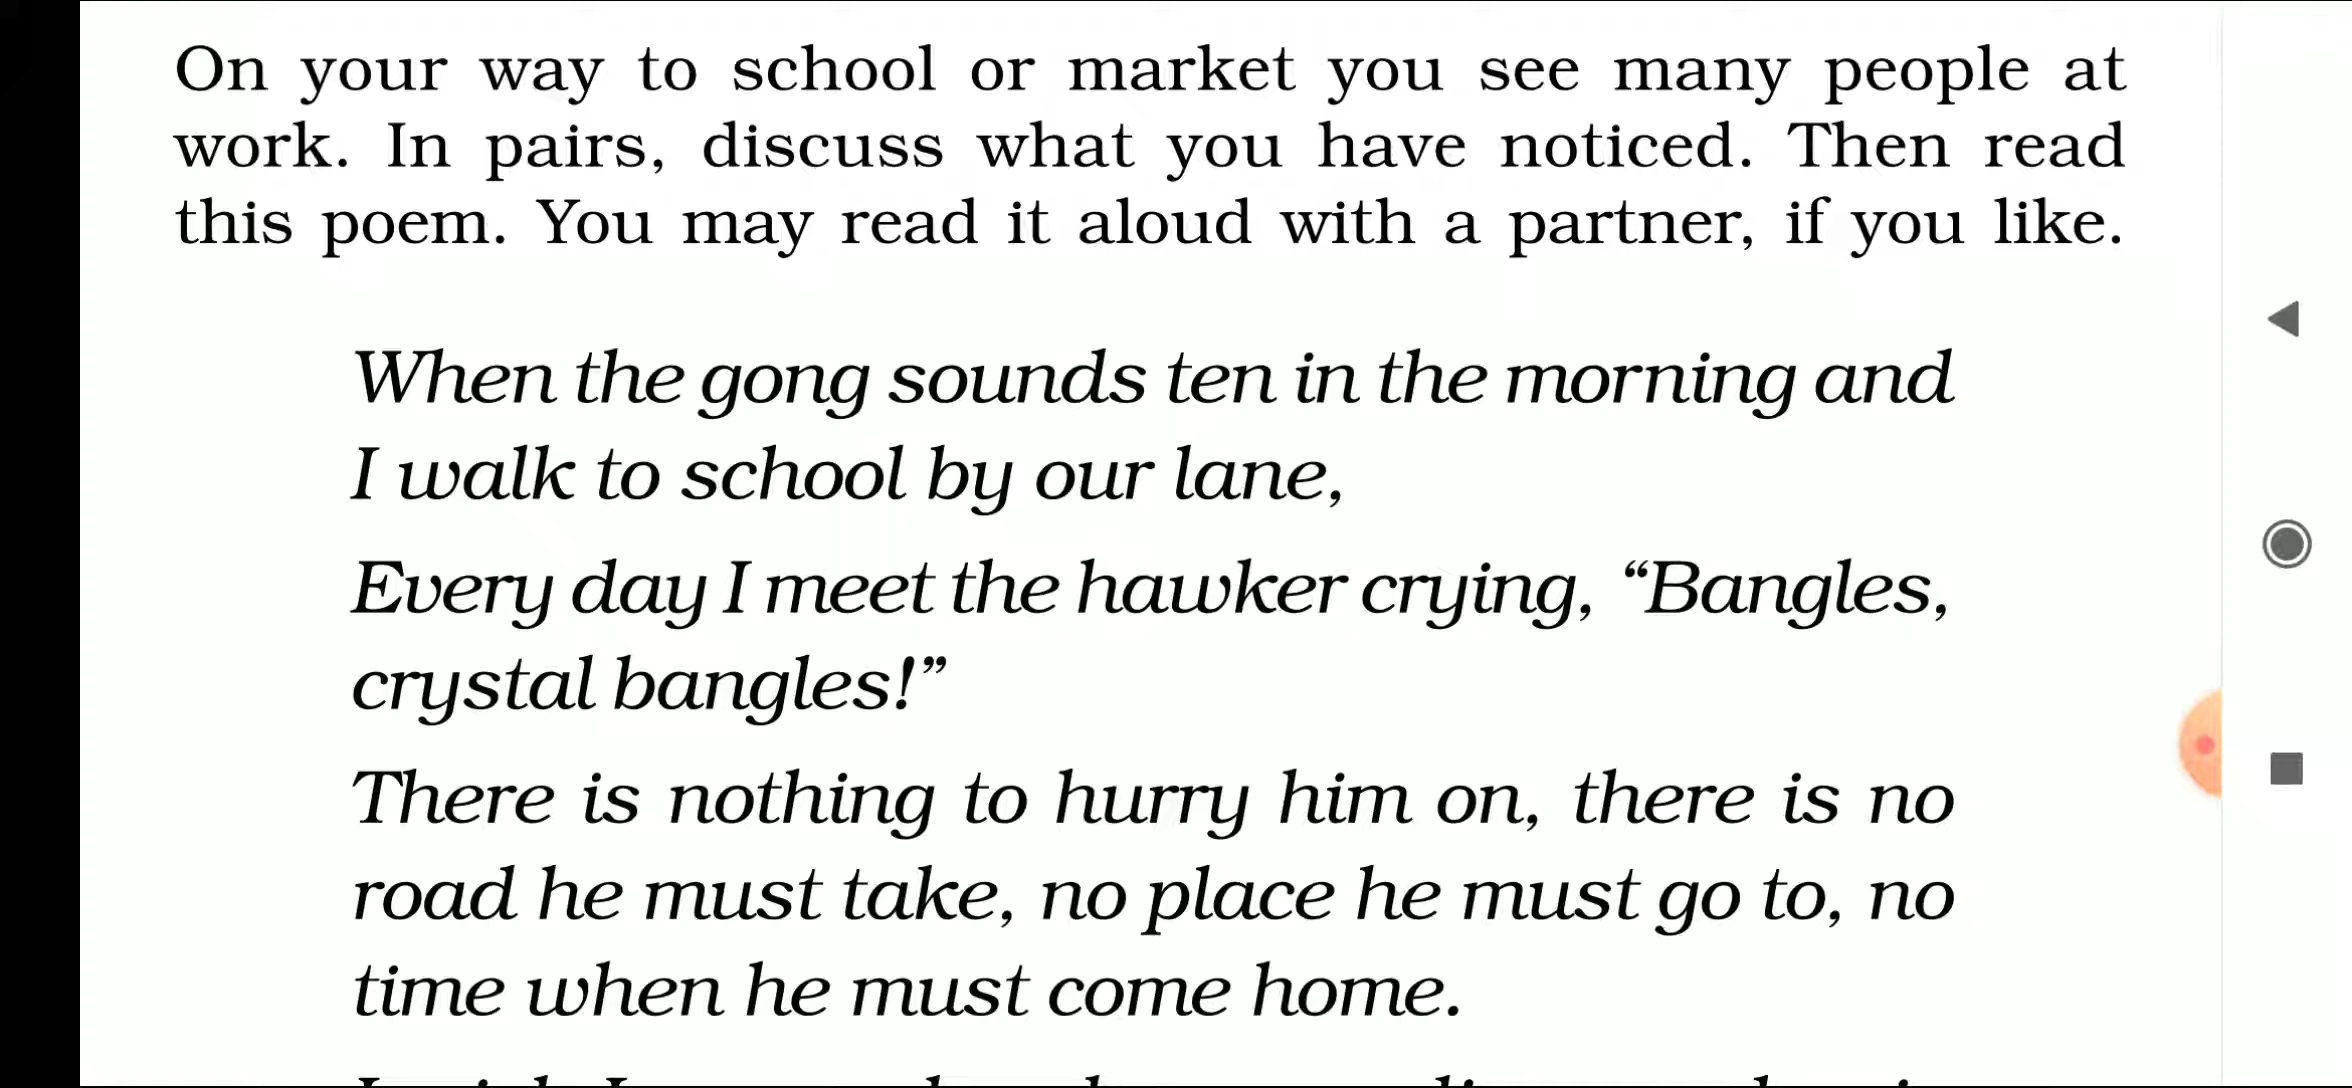 On your way to school or market you see many people at
work. In pairs, discuss what you have noticed. Then read
this poem. You may read it aloud with a partner, if you like.
When the gong sounds ten in the morning and
I walk to school by our lane,
Every day I meet the hawker crying, “Bangles,
crystal bangles!”
There is nothing to hurry him on, there is no
road he must take, no place he must go to, no
time when he must come home.